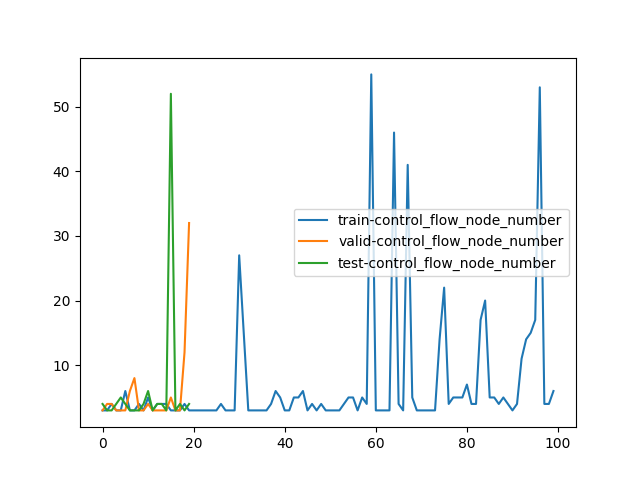 50
40
30
20
10
train-control_flow_node_number
valid-control_flow_node_number
test-control_flow_node_number
0 20 40 60 80 100